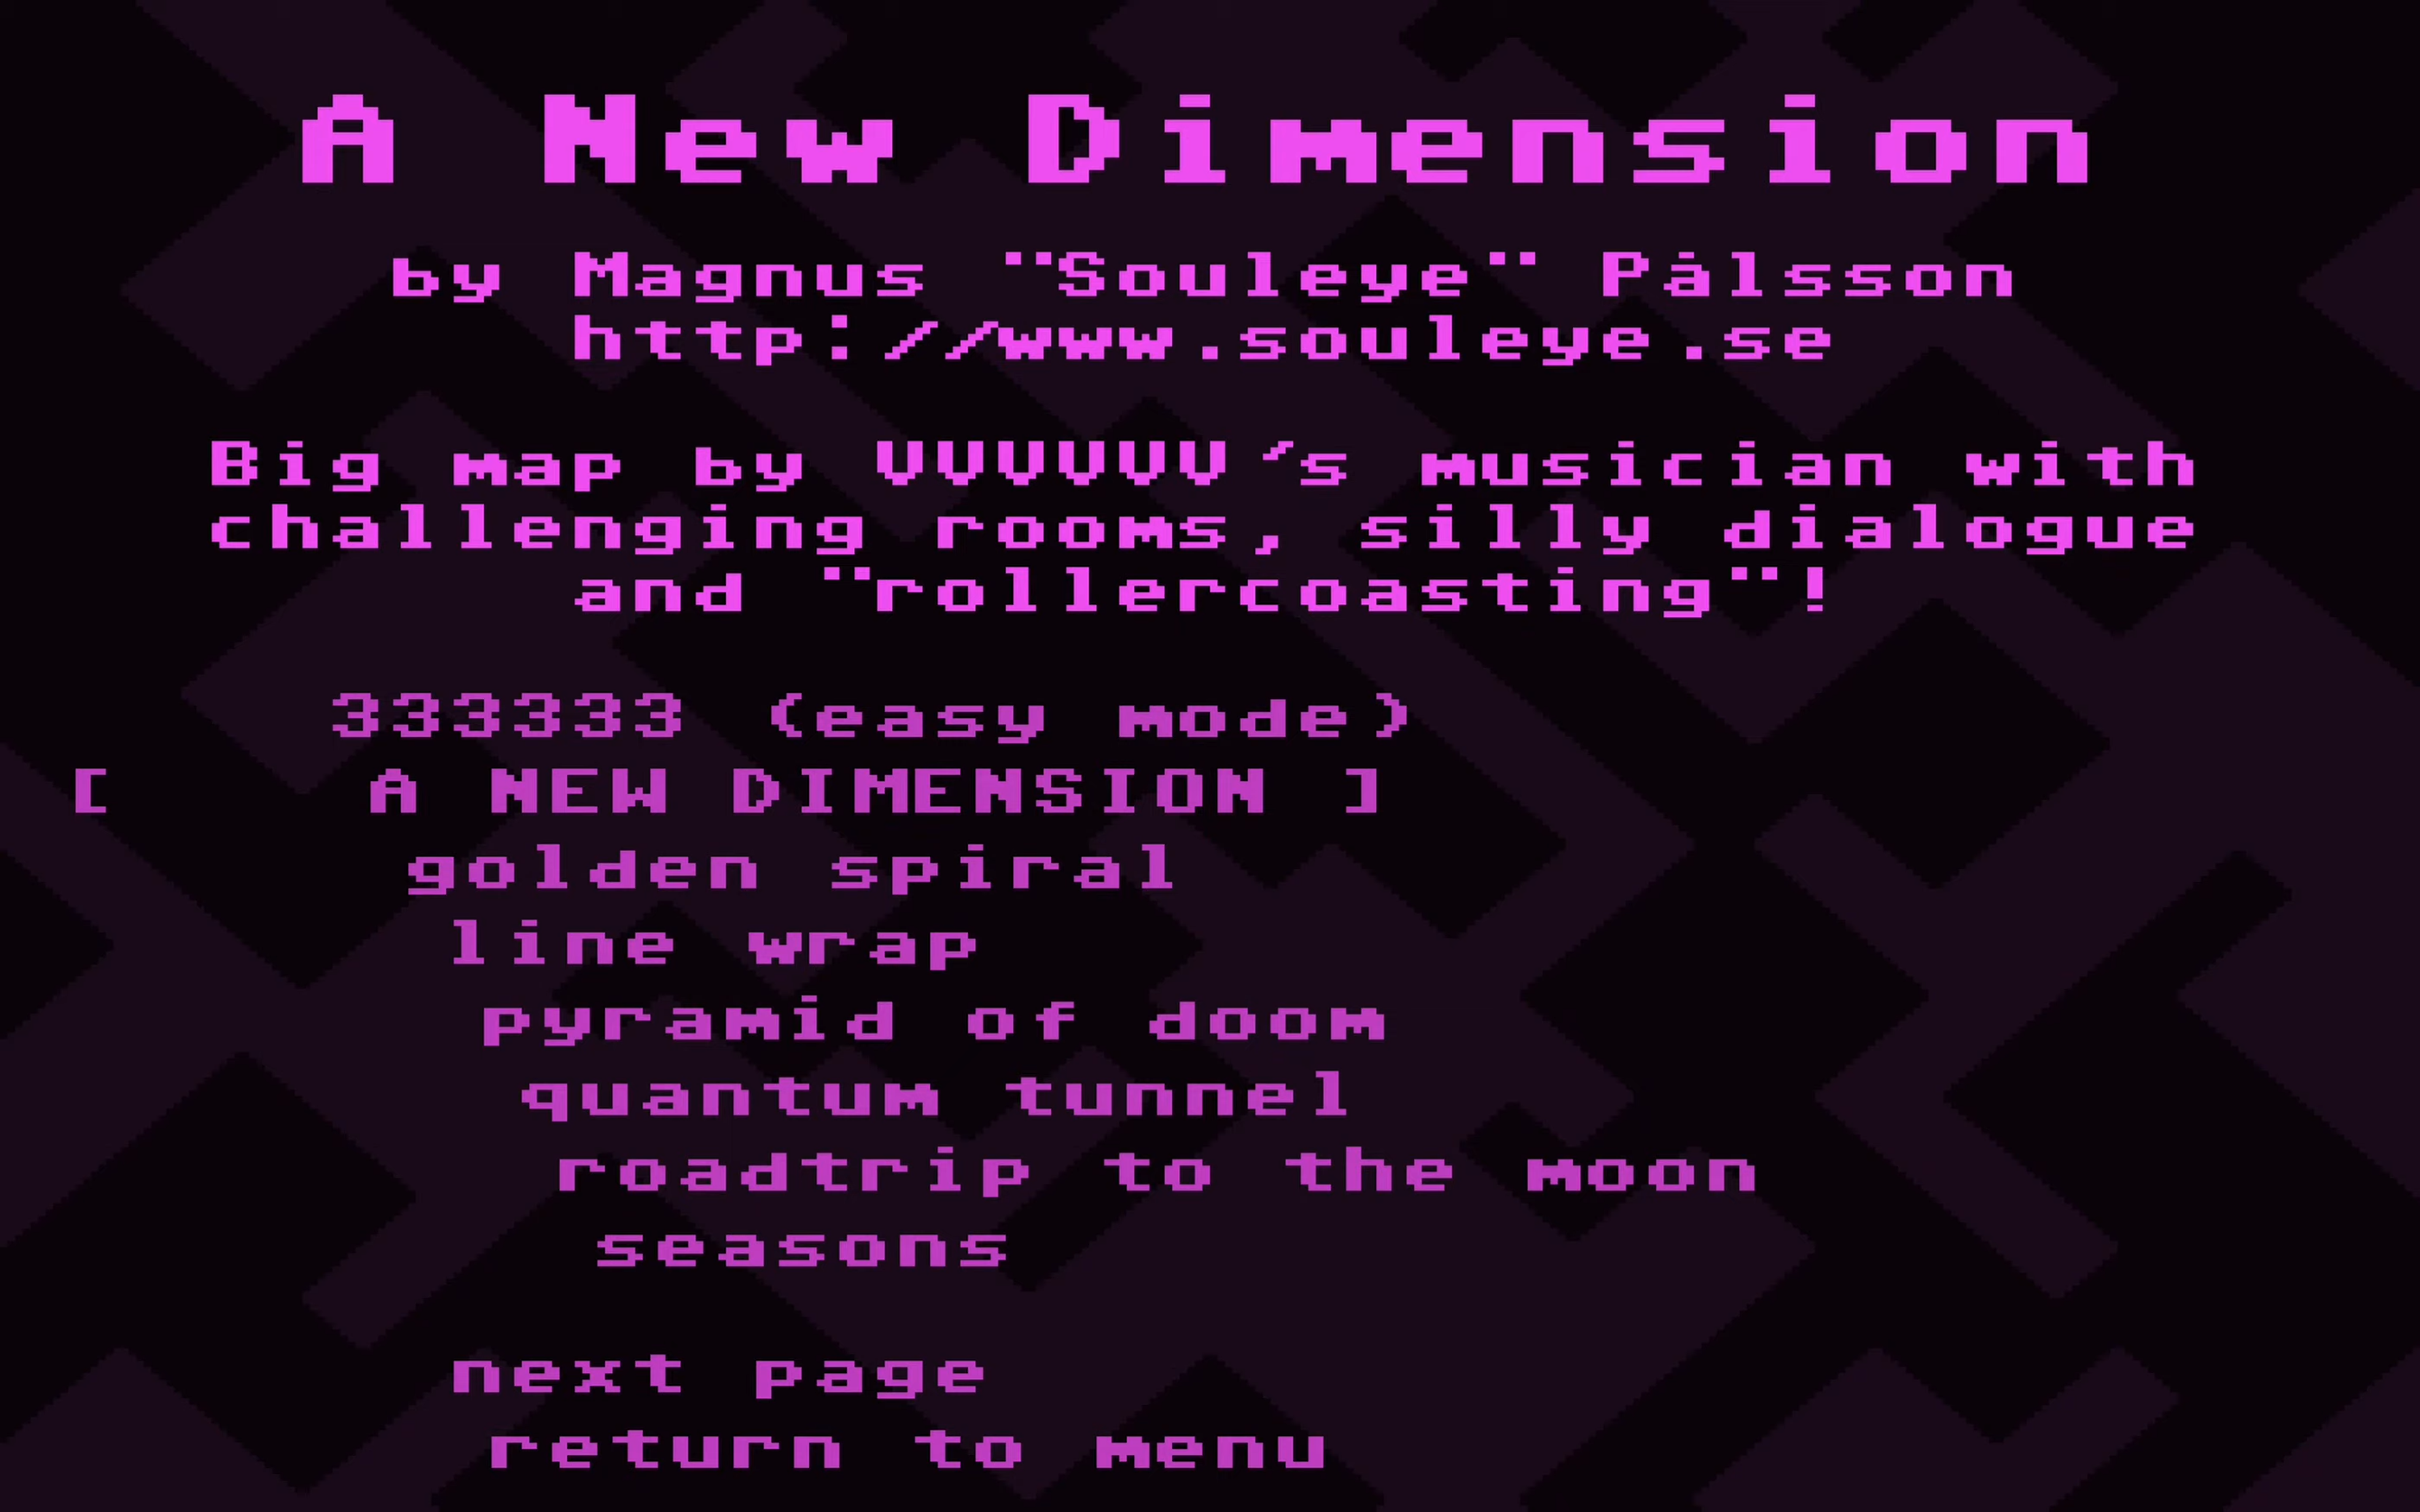 A New Dimension
by Magnus ¨Souleye¨ Pålsson
http://www.souleye.se
Big map by VVVVVV´s musician with
challenging rooms, silly dialogue
and ¨rollercoasting¨!
333333 (easy mode)
[ A NEW DIMENSION ]
golden spiral
line wrap
pyramid of doom
quantum tunnel
roadtrip to the moon
seasons
next page
return to menu